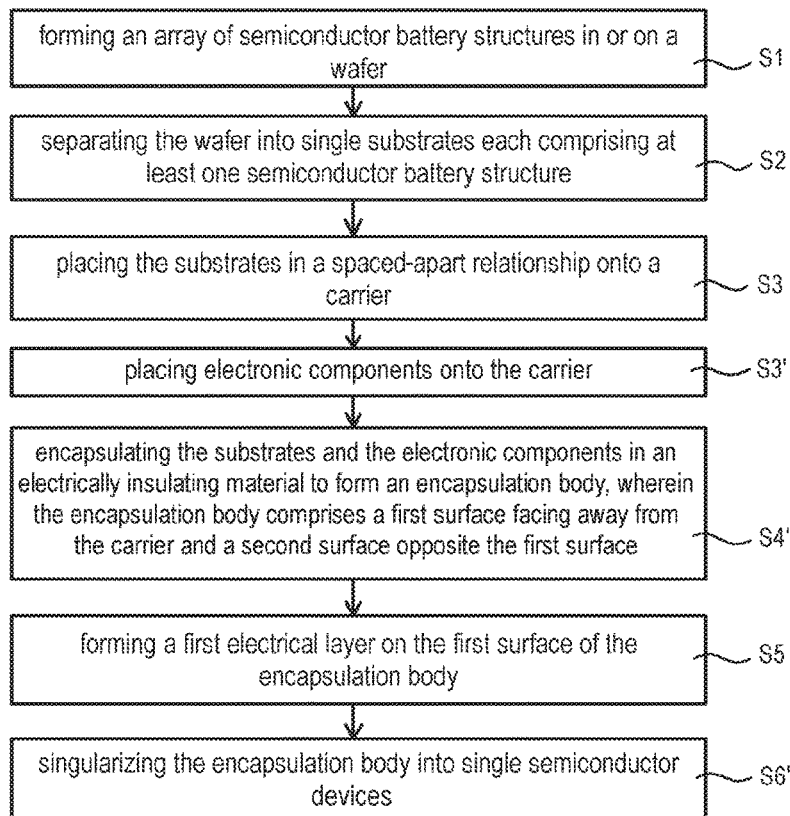 forming an array of semiconductor battery structures in or on a
wafer
S1
separating the wafer into single substrates each comprising at
least one semiconductor battery structure
S2
placing the substrates in a spaced-apart relationship onto a
carrier
S3
placing electronic components onto the carrier
S3'
encapsulating the substrates and the electronic components in an
electrically insulating material to form an encapsulation body, wherein
the encapsulation body comprises a first surface facing away from
the carrier and a second surface opposite the first surface
S4'
forming a first electrical layer on the first surface of the
encapsulation body
S5
singularizing the encapsulation body into single semiconductor
devices
S6'